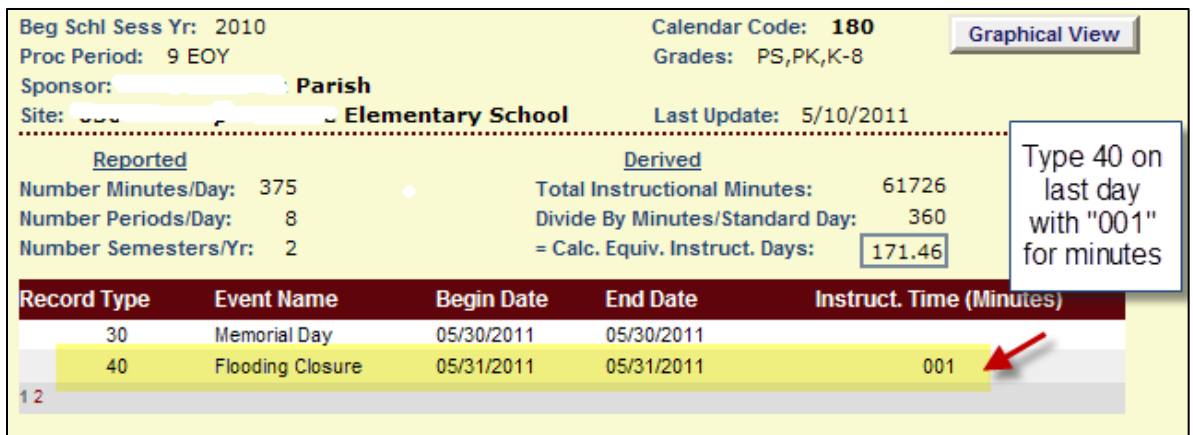 Beg Schl Sess Yr: 2010 Calendar Code: 180 Graphical View
Proc Period: 9 EOY Grades: PS,PK,K-8
Sponsor: Parish
Site: Elementary School Last Update: 5/10/2011
Reported Derived
Number Minutes/Day: 375 Total Instructional Minutes: 61726
Number Periods/Day: 8 Divide By Minutes/Standard Day: 360
Number Semesters/Yr: 2 = Calc. Equiv. Instruct. Days: 171.46
Type 40 on
last day
with "001"
for minutes
Record Type Event Name Begin Date End Date Instruct. Time (Minutes)
30 Memorial Day 05/30/2011 05/30/2011
40 Flooding Closure 05/31/2011 05/31/2011 001
1 2